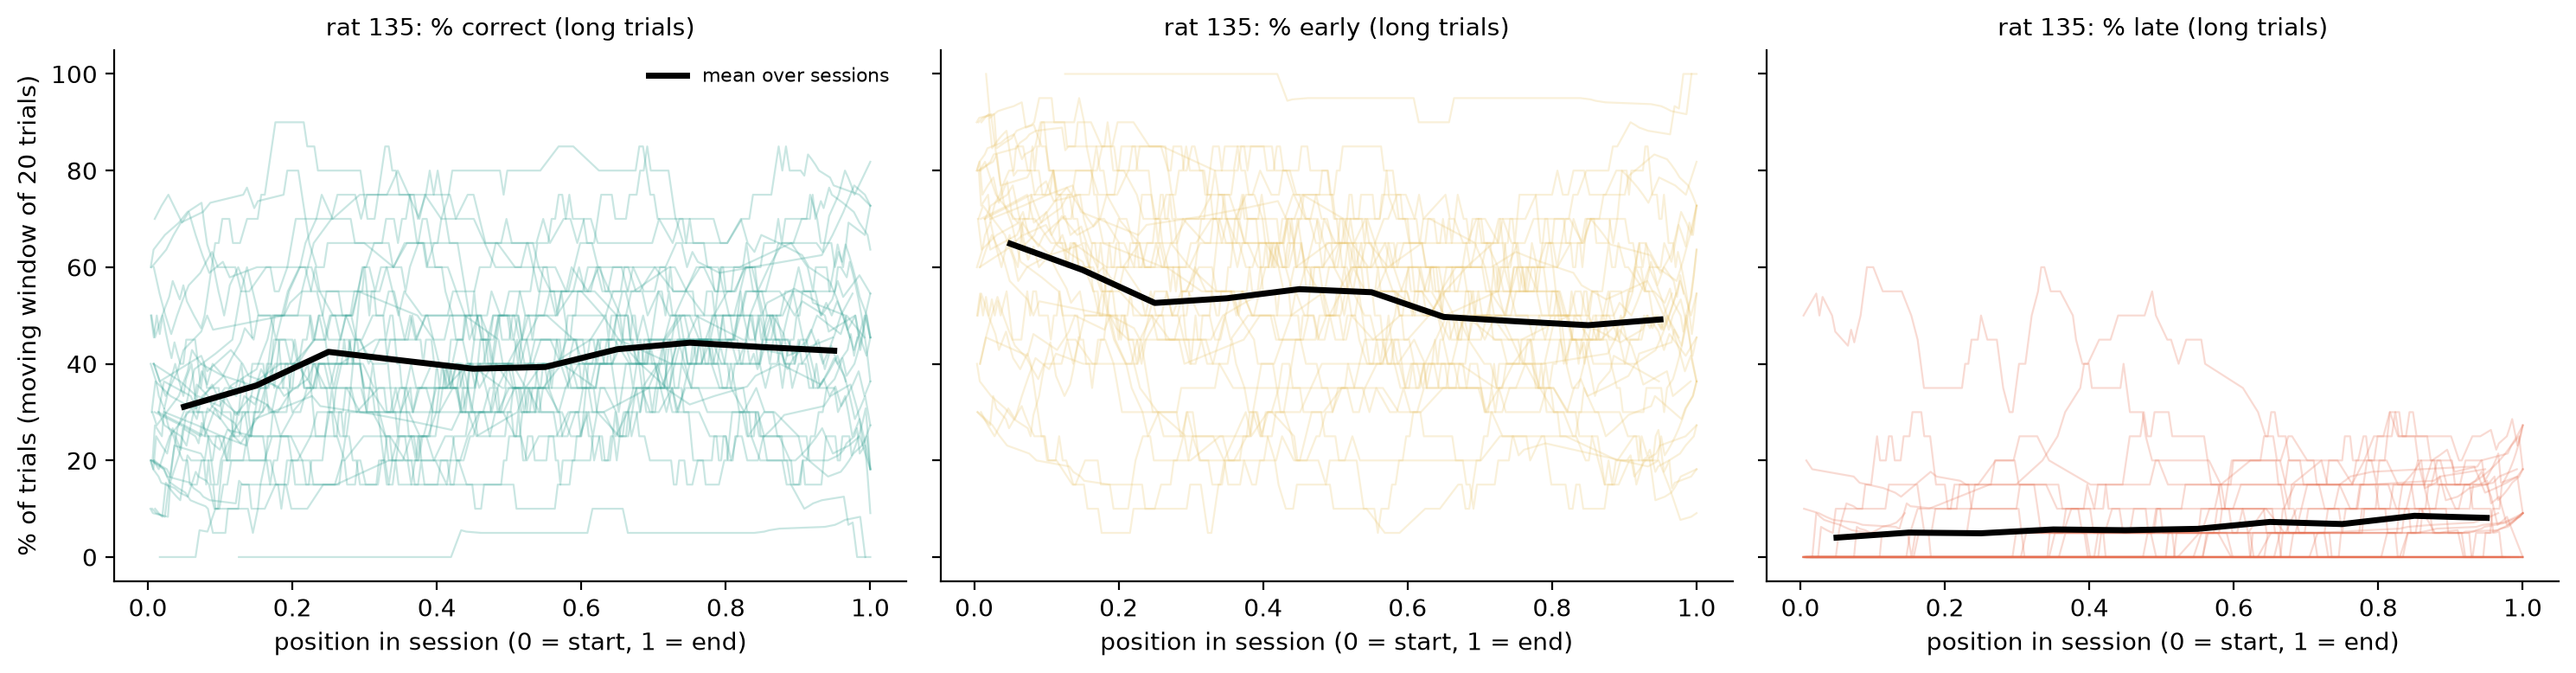 rat 135: % correct (long trials)
rat 135: % early (long trials)
rat 135: % late (long trials)
mean over sessions
% of trials (moving window of 20 trials)
100
80
60
40
20
0
0.0 0.2 0.4 0.6 0.8 1.0
0.0 0.2 0.4 0.6 0.8 1.0
0.0 0.2 0.4 0.6 0.8 1.0
position in session (0 = start, 1 = end)
position in session (0 = start, 1 = end)
position in session (0 = start, 1 = end)